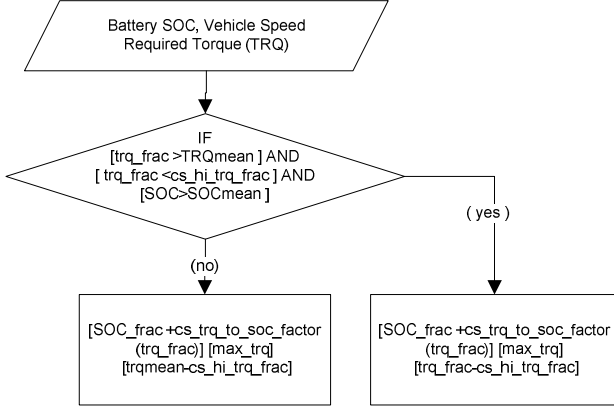 Battery SOC, Vehicle Speed
Required Torque (TRQ)
IF
[trq_frac >TRQmean ] AND
[ trq_frac <cs_hi_trq_frac ] AND
[SOC>SOCmean ]
( yes )
(no)
[SOC_frac +cs_trq_to_soc_factor
(trq_frac)] [max_trq]
[trqmean-cs_hi_trq_frac]
[SOC_frac +cs_trq_to_soc_factor
(trq_frac)] [max_trq]
[trq_frac-cs_hi_trq_frac]